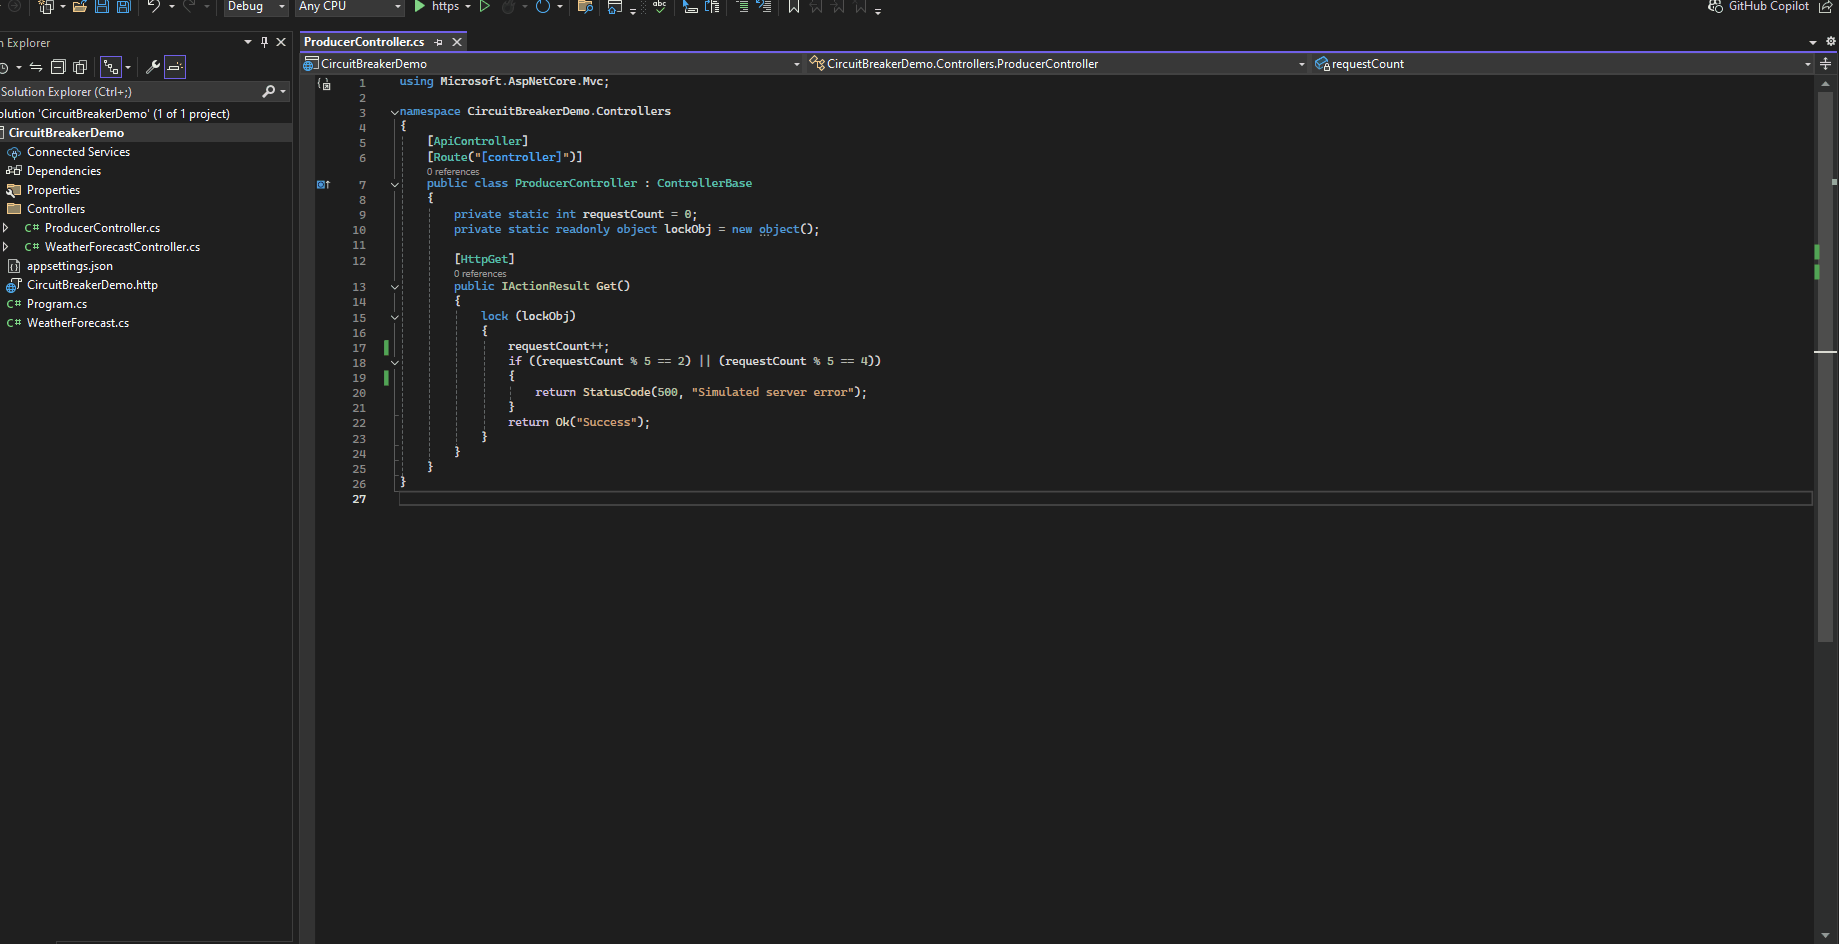 Debug
Any CPU
https
GitHub Copilot
n Explorer
Solution Explorer (Ctrl+;)
olution 'CircuitBreakerDemo' (1 of 1 project)
CircuitBreakerDemo
Connected Services
Dependencies
Properties
Controllers
C# ProducerController.cs
C# WeatherForecastController.cs
appsettings.json
CircuitBreakerDemo.http
C# Program.cs
C# WeatherForecast.cs
ProducerController.cs
CircuitBreakerDemo
CircuitBreakerDemo.Controllers.ProducerController
requestCount
1 using Microsoft.AspNetCore.Mvc;
2
3 namespace CircuitBreakerDemo.Controllers
4 {
5 [ApiController]
6 [Route("[controller]")]
0 references
7 public class ProducerController : ControllerBase
8 {
9 private static int requestCount = 0;
10 private static readonly object lockObj = new object();
11
12 [HttpGet]
0 references
13 public IActionResult Get()
14 {
15 lock (lockObj)
16 {
17 requestCount++;
18 if ((requestCount % 5 == 2) || (requestCount % 5 == 4))
19 {
20 return StatusCode(500, "Simulated server error");
21 }
22 return Ok("Success");
23 }
24 }
25 }
26 }
27